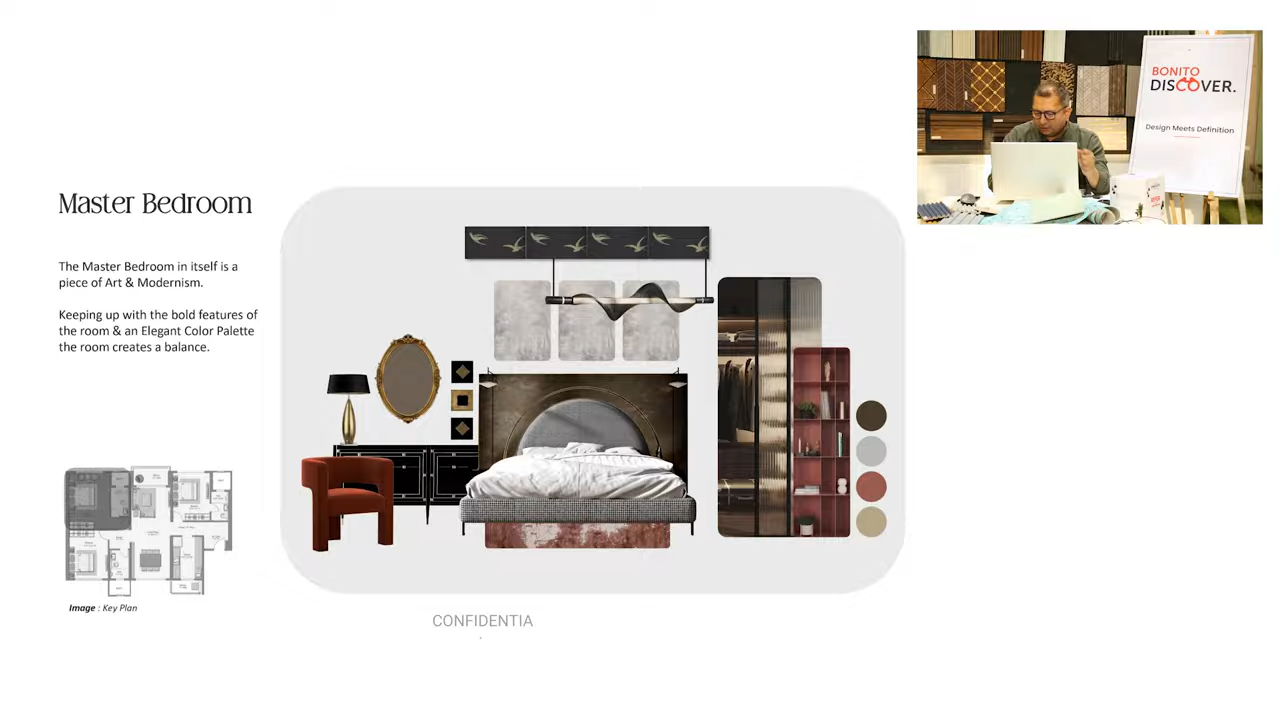 Master Bedroom
The Master Bedroom in itself is a
piece of Art & Modernism.
Keeping up with the bold features of
the room & an Elegant Color Palette
the room creates a balance.
Image : Key Plan
CONFIDENTIA
BONITO
DISCOVER.
Design Meets Definition